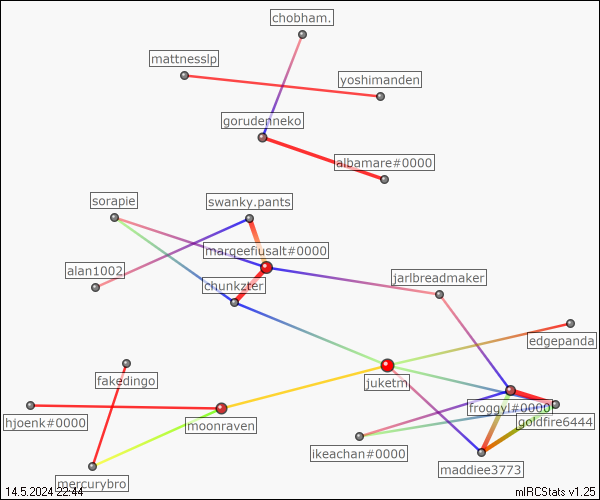 chobham.
mattnesslp
yoshimanden
gorudenneko
albamare#0000
sorapie
swanky.pants
margeefiusalt#0000
alan1002
chunkzter
jarlbreadmaker
edgepanda
fakedingo
juketn
froggyl#0000
goldfire6444
hjoenk#0000
moonraven
ikeachan#0000
maddiee3773
mercurybro
14.5.2024 22:44
mIRCStats v1.25